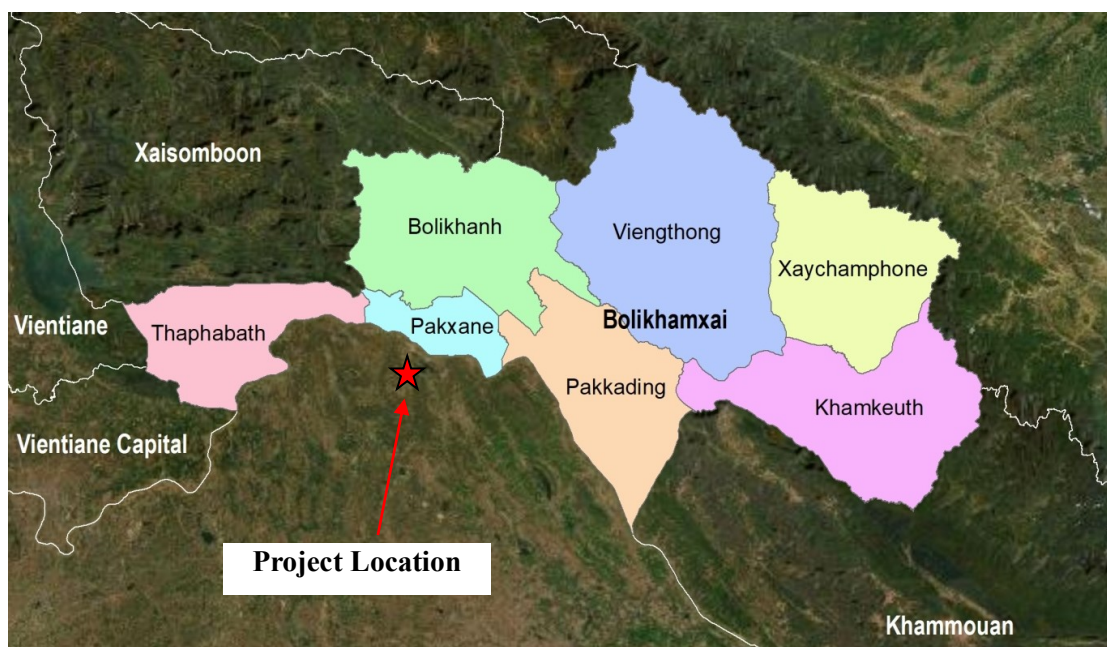 Xaisomboon
Bolikhanh
Viengthong
Xaychamphone
Vientiane
Thaphabath
Pakxane
Bolikhamxai
Pakkading
Khamkeuth
Vientiane Capital
Project Location
Khammouan